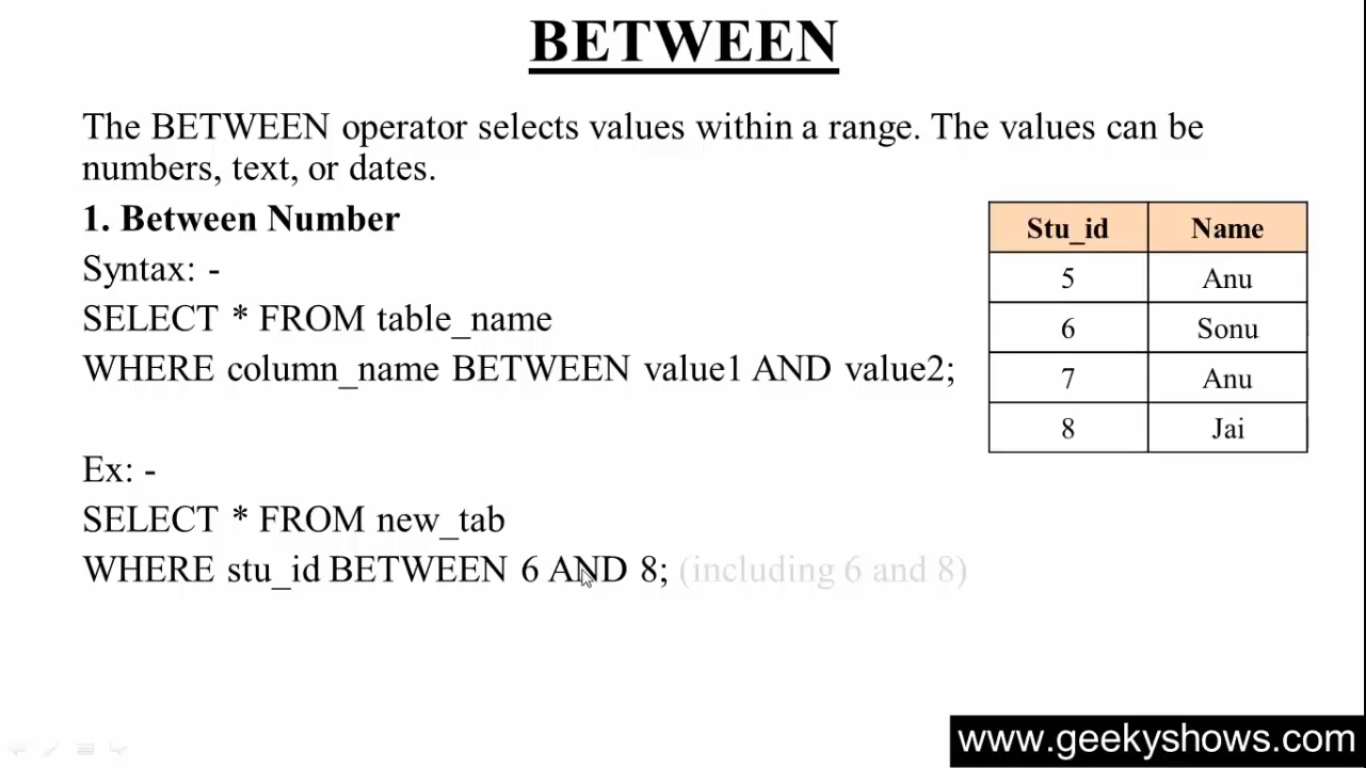 BETWEEN
The BETWEEN operator selects values within a range. The values can be
numbers, text, or dates.
1. Between Number
Syntax: -
SELECT * FROM table_name
WHERE column_name BETWEEN value1 AND value2;
Ex: -
SELECT * FROM new_tab
WHERE stu_id BETWEEN 6 AND 8; (including 6 and 8)
Stu_id Name
5 Anu
6 Sonu
7 Anu
8 Jai
www.geekyshows.com